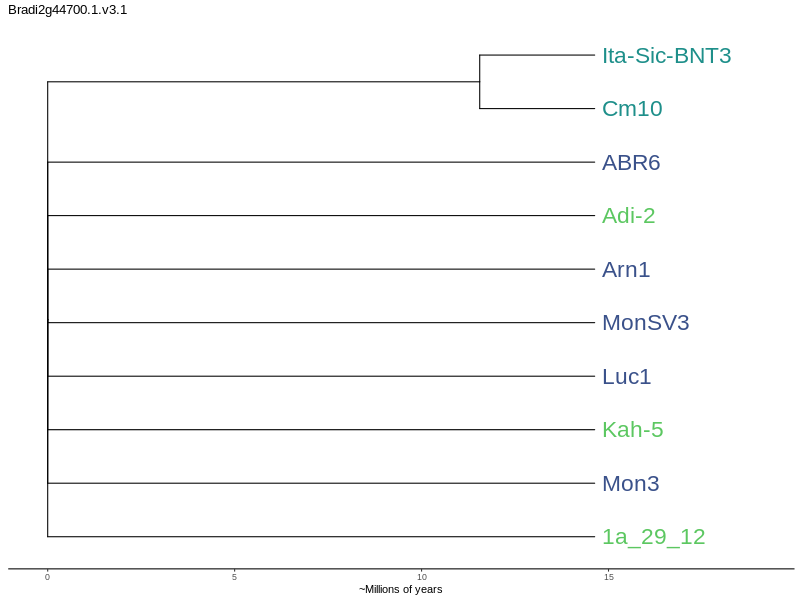 Bradi2g44700.1.v3.1
Ita-Sic-BNT3
Cm10
ABR6
Adi-2
Arn1
MonSV3
Luc1
Kah-5
Mon3
1a_29_12
0 5 10 15
~Millions of years